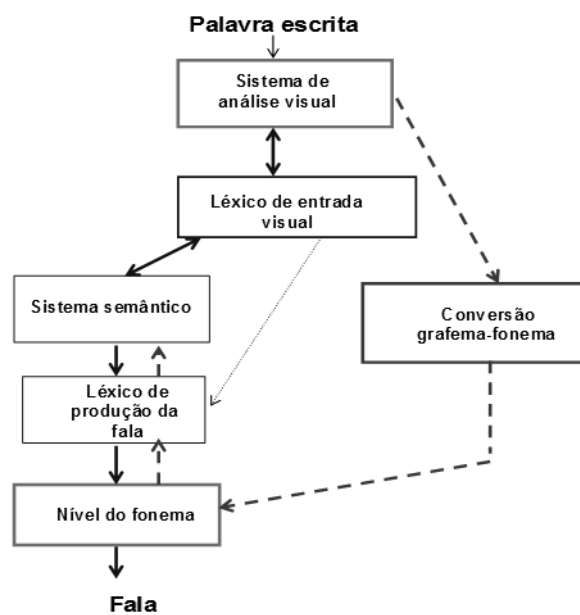 Palavra escrita
Sistema de
análise visual
Léxico de entrada
visual
Sistema semântico
Conversão
grafema-fonema
Léxico de
produção da
fala
Nível do fonema
Fala